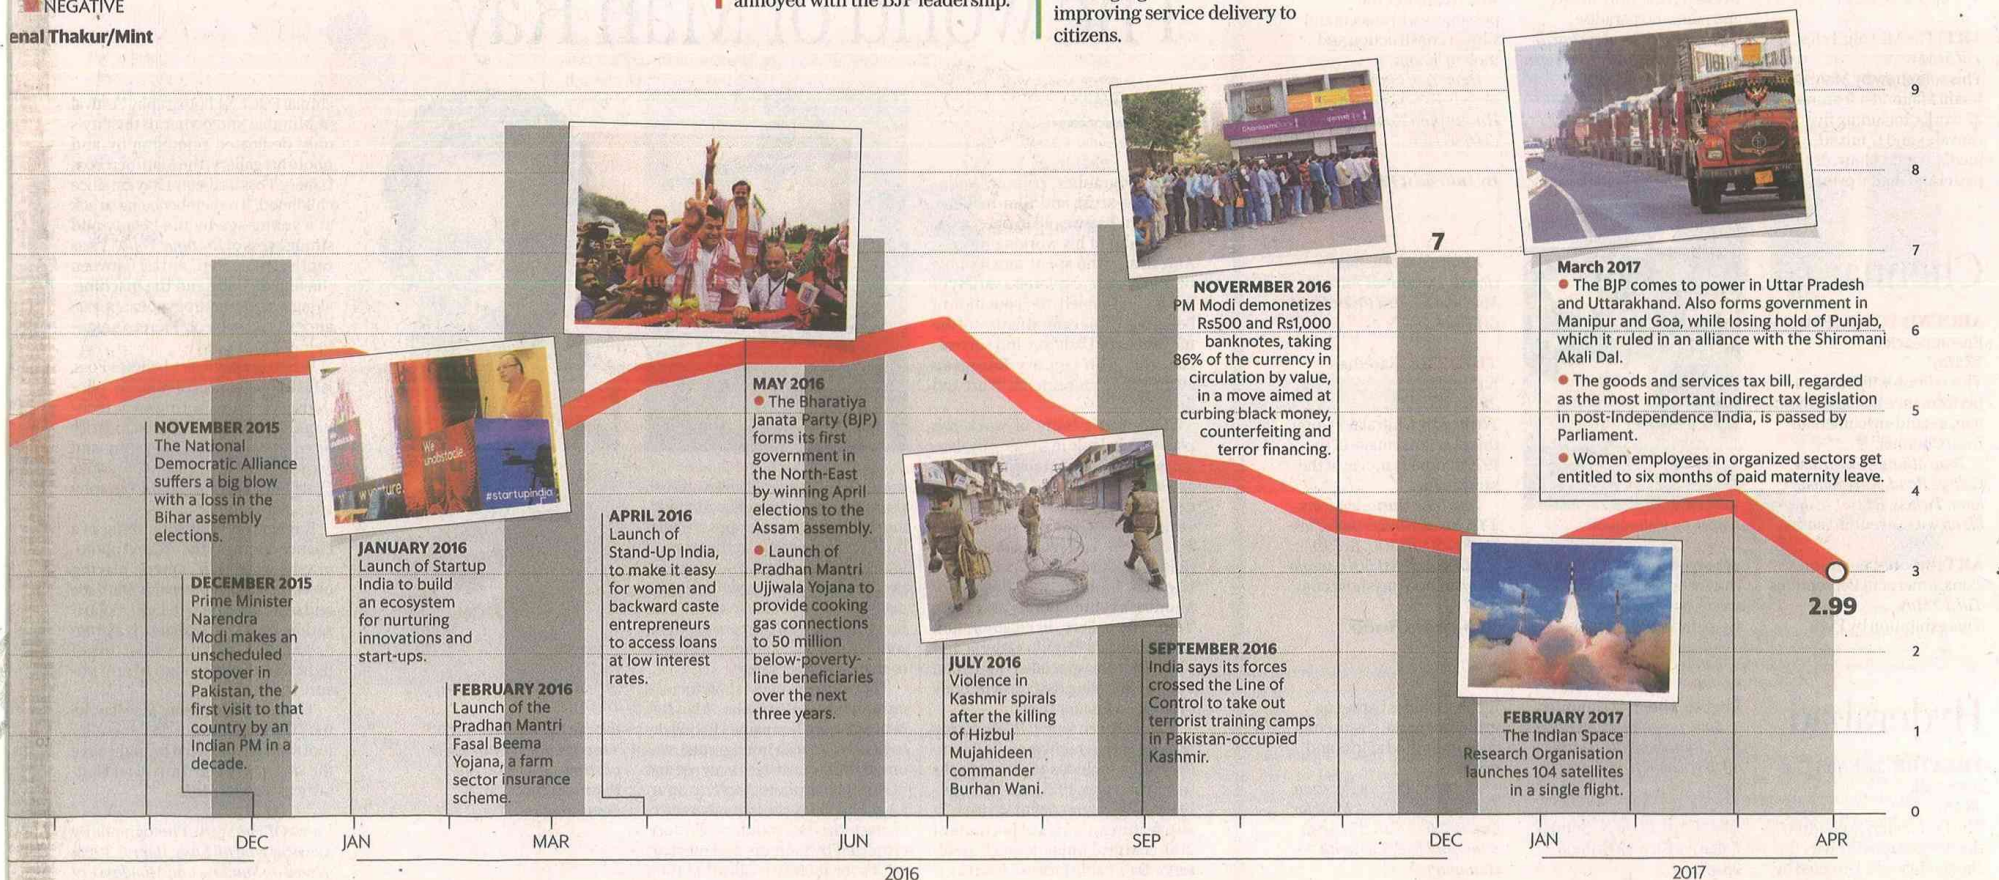 NEGATIVE
enal Thakur/Mint
annoyed with the BJP leadership.
improving service delivery to
citizens.
NOVEMBER 2015
The National
Democratic Alliance
suffers a big blow
with a loss in the
Bihar assembly
elections.
DECEMBER 2015
Prime Minister
Narendra
Modi makes an
unscheduled
stopover in
Pakistan, the
first visit to that
country by an
Indian PM in a
decade.
We
unobstacle.
#startupindia
JANUARY 2016
Launch of Startup
India to build
an ecosystem
for nurturing
innovations and
start-ups.
FEBRUARY 2016
Launch of the
Pradhan Mantri
Fasal Beema
Yojana, a farm
sector insurance
scheme.
APRIL 2016
Launch of
Stand-Up India,
to make it easy
for women and
backward caste
entrepreneurs
to access loans
at low interest
rates.
MAY 2016
● The Bharatiya
Janata Party (BJP)
forms its first
government in
the North-East
by winning April
elections to the
Assam assembly.
● Launch of
Pradhan Mantri
Ujjwala Yojana to
provide cooking
gas connections
to 50 million
below-poverty-
line beneficiaries
over the next
three years.
JULY 2016
Violence in
Kashmir spirals
after the killing
of Hizbul
Mujahideen
commander
Burhan Wani.
SEPTEMBER 2016
India says its forces
crossed the Line of
Control to take out
terrorist training camps
in Pakistan-occupied
Kashmir.
NOVERMBER 2016
PM Modi demonetizes
Rs500 and Rs1,000
banknotes, taking
86% of the currency in
circulation by value,
in a move aimed at
curbing black money,
counterfeiting and
terror financing.
7
FEBRUARY 2017
The Indian Space
Research Organisation
launches 104 satellites
in a single flight.
March 2017
● The BJP comes to power in Uttar Pradesh
and Uttarakhand. Also forms government in
Manipur and Goa, while losing hold of Punjab,
which it ruled in an alliance with the Shiromani
Akali Dal.
● The goods and services tax bill, regarded
as the most important indirect tax legislation
in post-Independence India, is passed by
Parliament.
● Women employees in organized sectors get
entitled to six months of paid maternity leave.
2.99
9
8
7
6
5
4
3
2
1
0
DEC JAN MAR JUN SEP DEC JAN APR
2016 2017